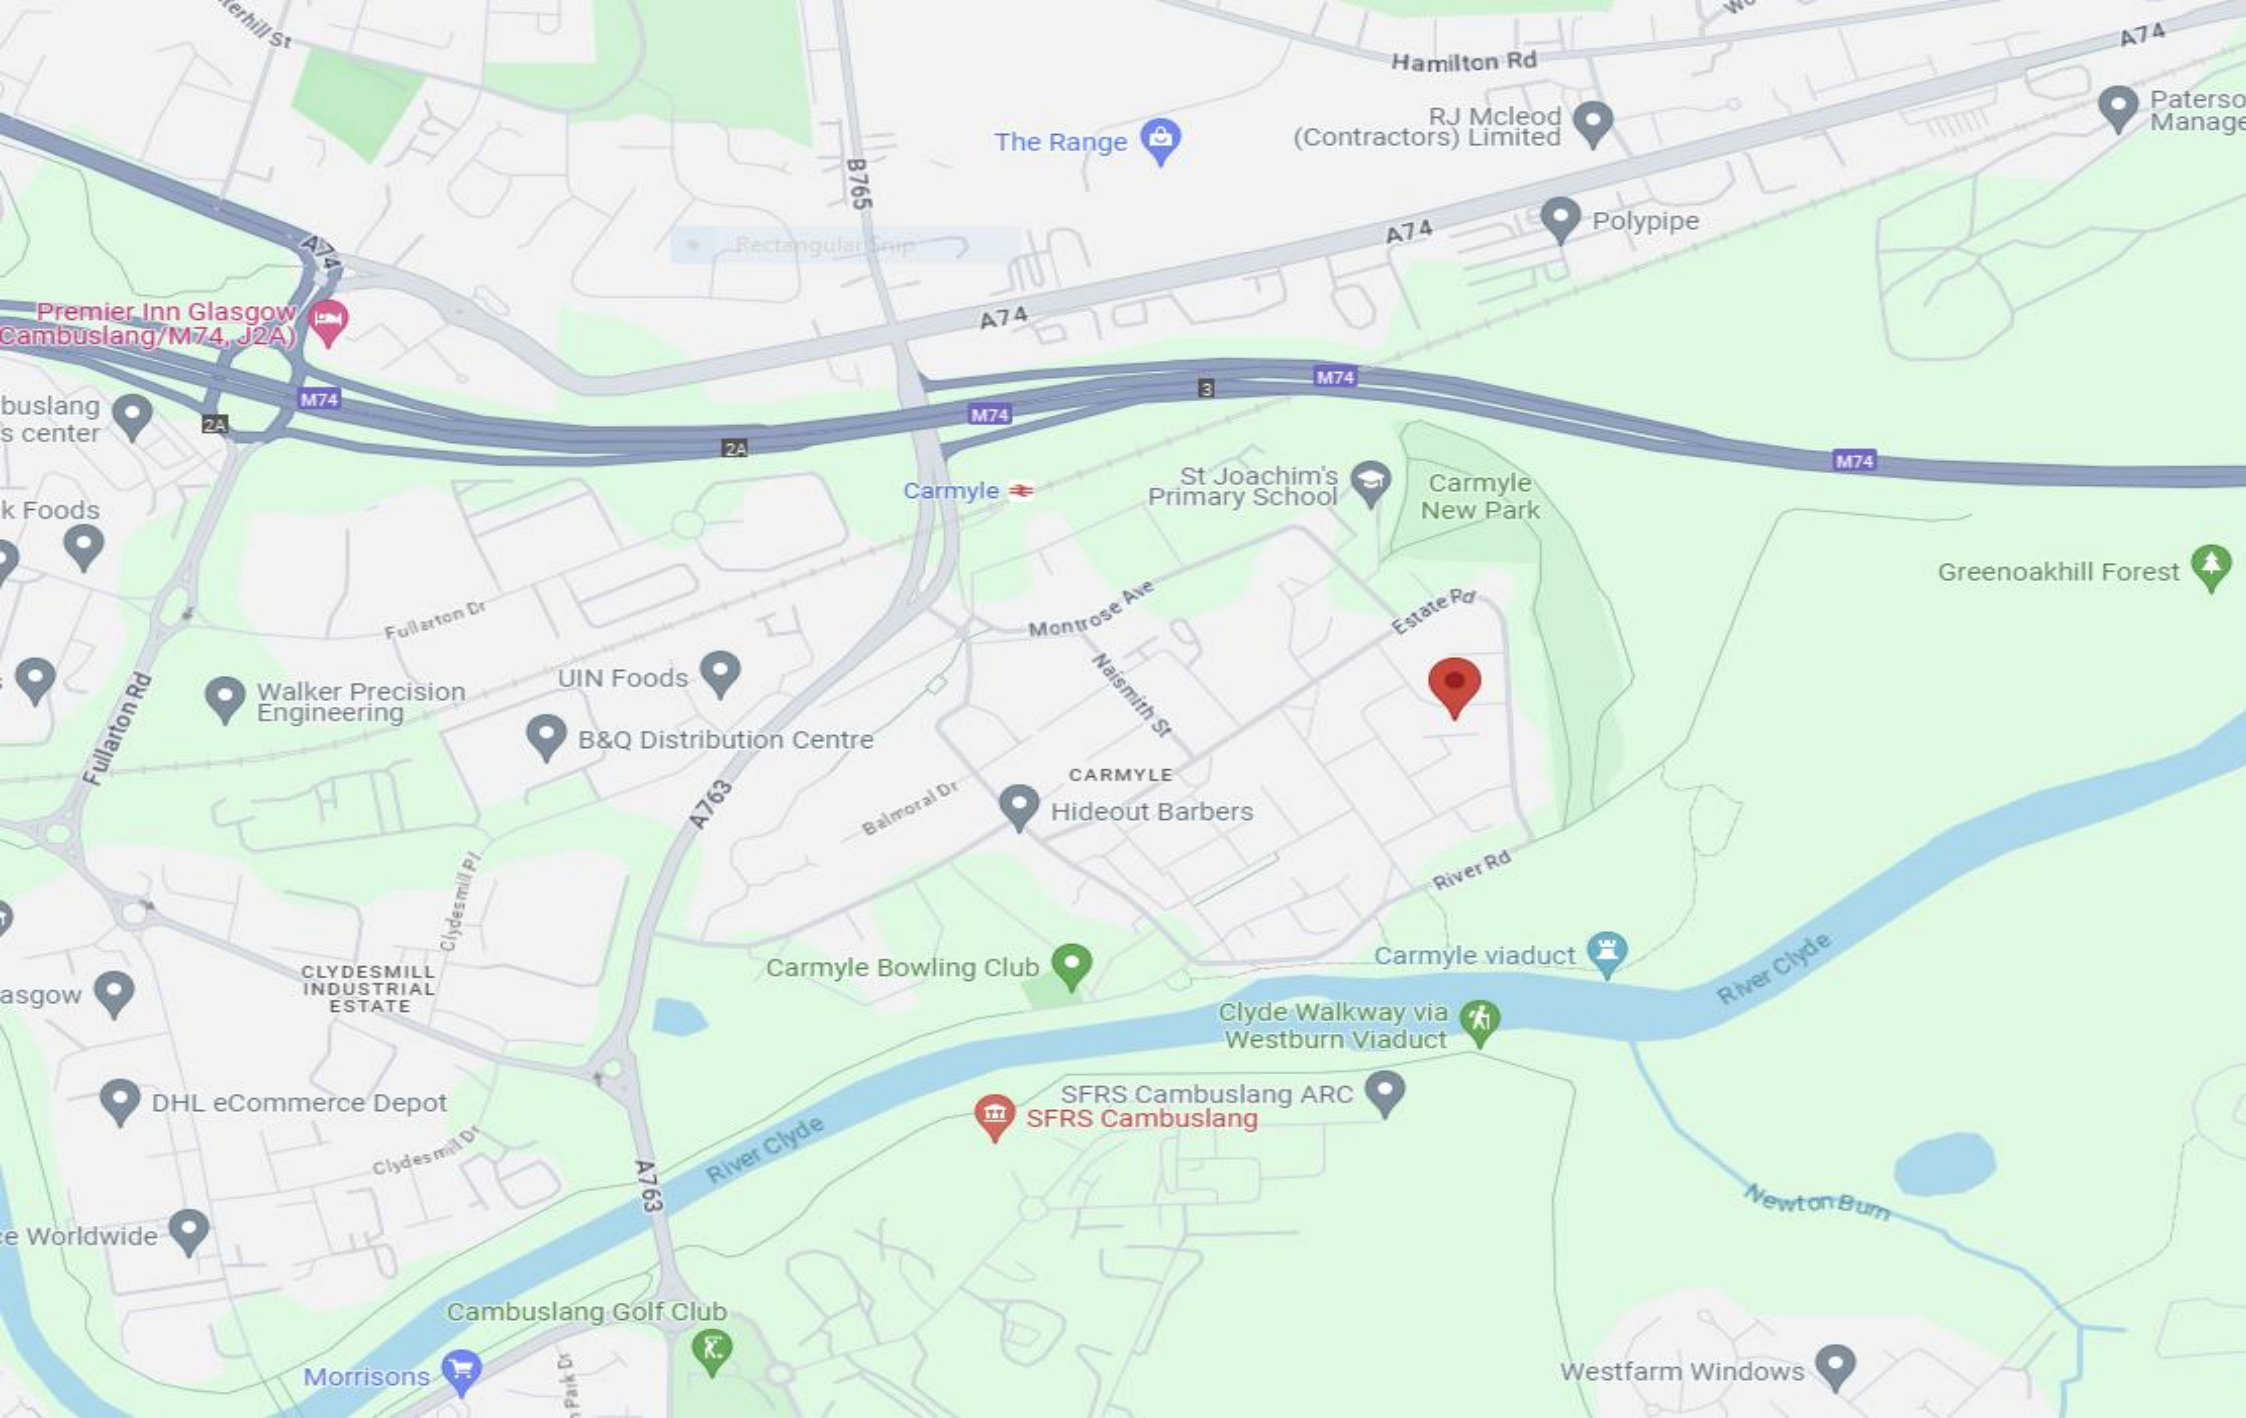 Hamilton Rd
A74
RJ Mcleod
(Contractors) Limited
The Range
B765
Polypipe
A74
Rectangular Snip
A74
A74
Premier Inn Glasgow
Cambuslang/M74, J2A)
M74
2A
M74
3
M74
2A
M74
buslang
s center
Carmyle
St Joachim's
Primary School
Carmyle
New Park
k Foods
Greenoakhill Forest
Montrose Ave
Estate Rd
Fullarton Dr
Naismith St
UIN Foods
Walker Precision
Engineering
Fullarton Rd
B&Q Distribution Centre
CARMYLE
A763
Balmoral Dr
Hideout Barbers
River Rd
Clydesmill Pl
Carmyle viaduct
River Clyde
Carmyle Bowling Club
CLYDESMILL
INDUSTRIAL
ESTATE
asgow
Clyde Walkway via
Westburn Viaduct
SFRS Cambuslang ARC
SFRS Cambuslang
DHL eCommerce Depot
Clydesmill Dr
River Clyde
A763
Newton Burn
ce Worldwide
Cambuslang Golf Club
Morrisons
Park Dr
Westfarm Windows